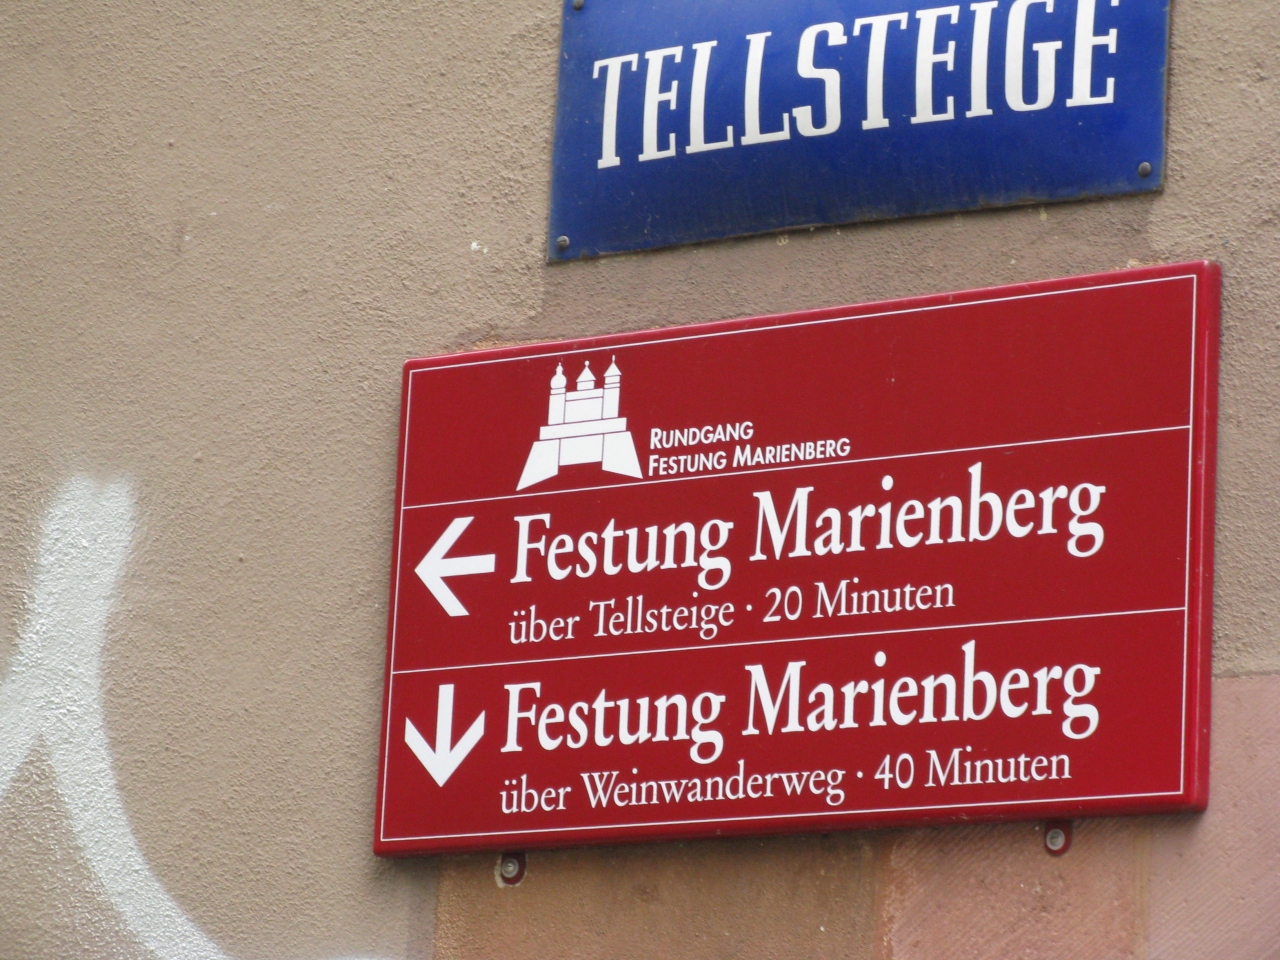 TELLSTEIGE
RUNDGANG
FESTUNG MARIENBERG
Festung Marienberg
über Tellsteige · 20 Minuten
Festung Marienberg
über Weinwanderweg · 40 Minuten